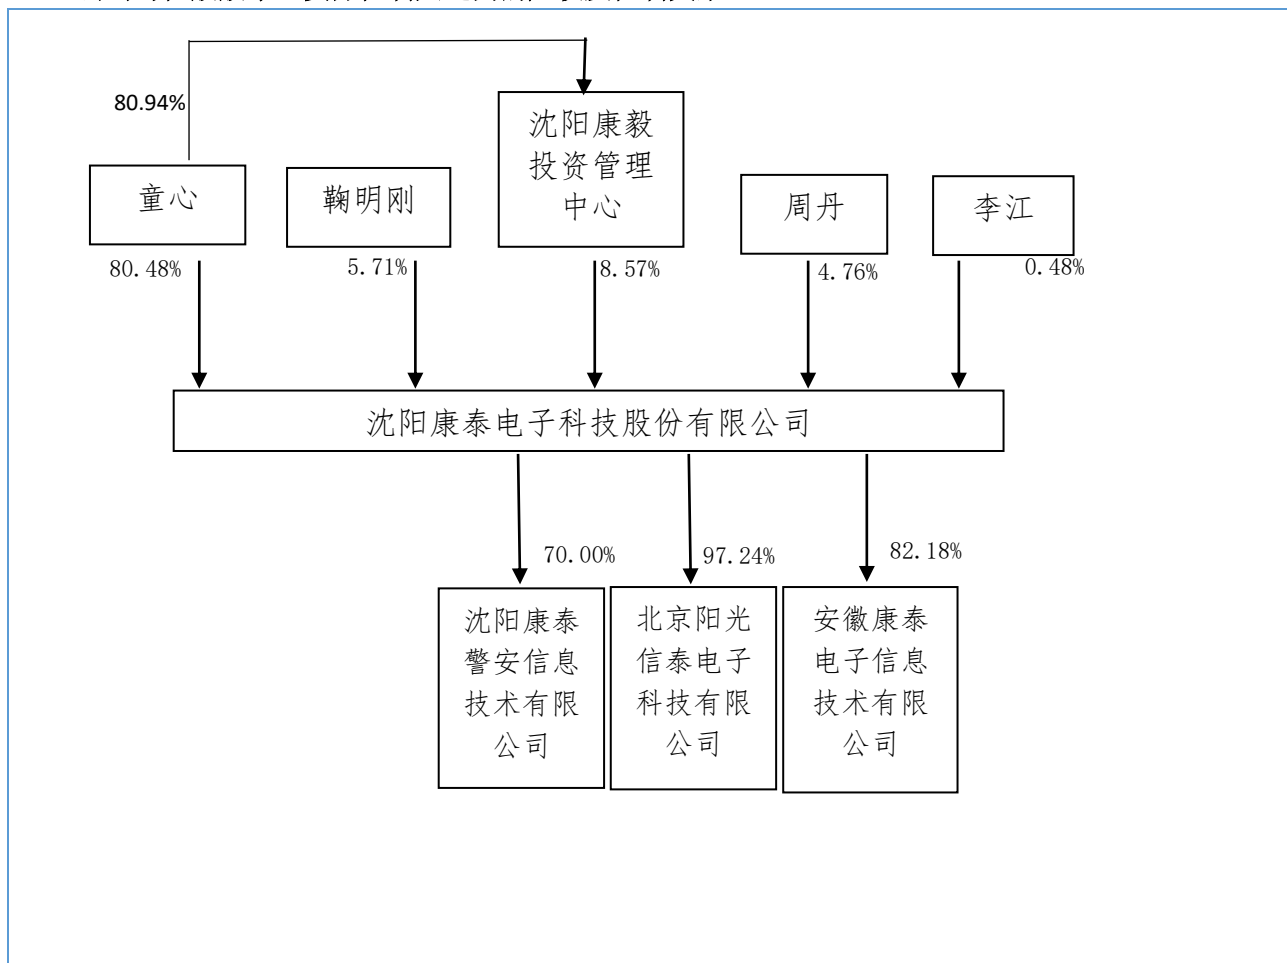 80.94%
沈阳康毅
投资管理
中心
童心
鞠明刚
周丹
李江
80.48%
5.71%
8.57%
4.76%
0.48%
沈阳康泰电子科技股份有限公司
70.00%
97.24%
82.18%
沈阳康泰
警安信息
技术有限
公司
北京阳光
信泰电子
科技有限
公司
安徽康泰
电子信息
技术有限
公司